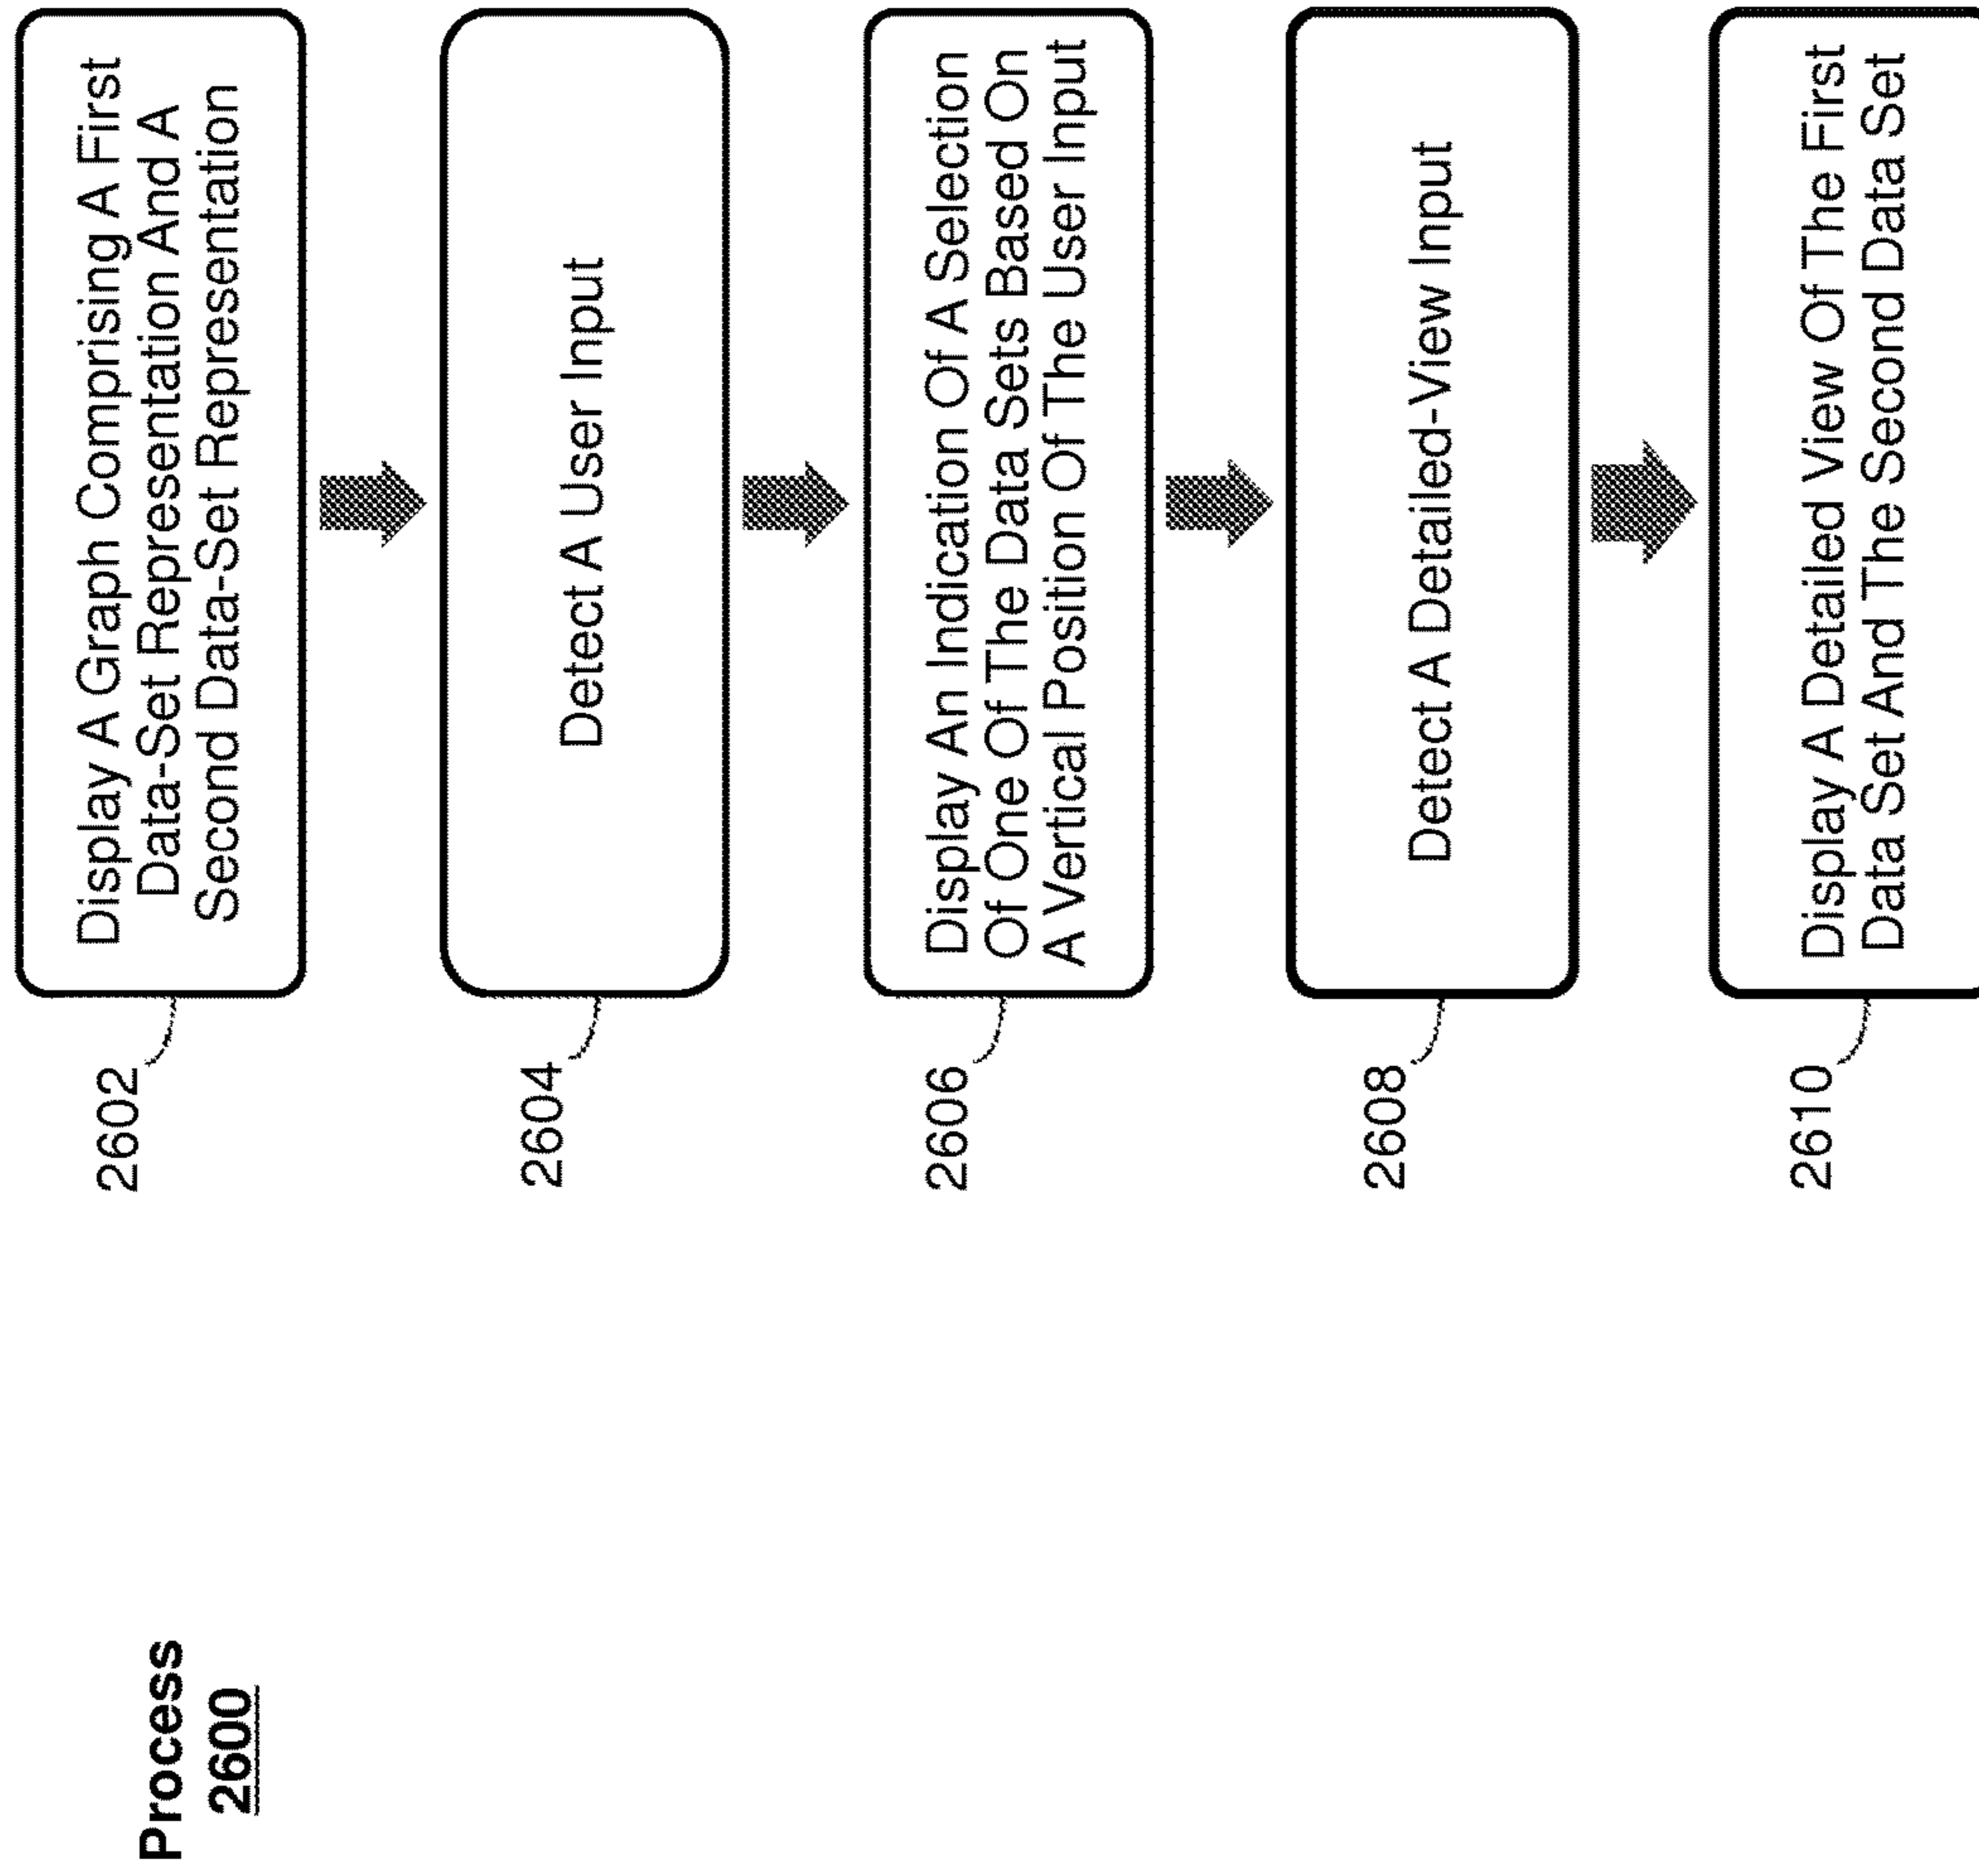 Process
2600
2602
Display A Graph Comprising A First
Data-Set Representation And A
Second Data-Set Representation
2604
Detect A User Input
2606
Display An Indication Of A Selection
Of One Of The Data Sets Based On
A Vertical Position Of The User Input
2608
Detect A Detailed-View Input
2610
Display A Detailed View Of The First
Data Set And The Second Data Set